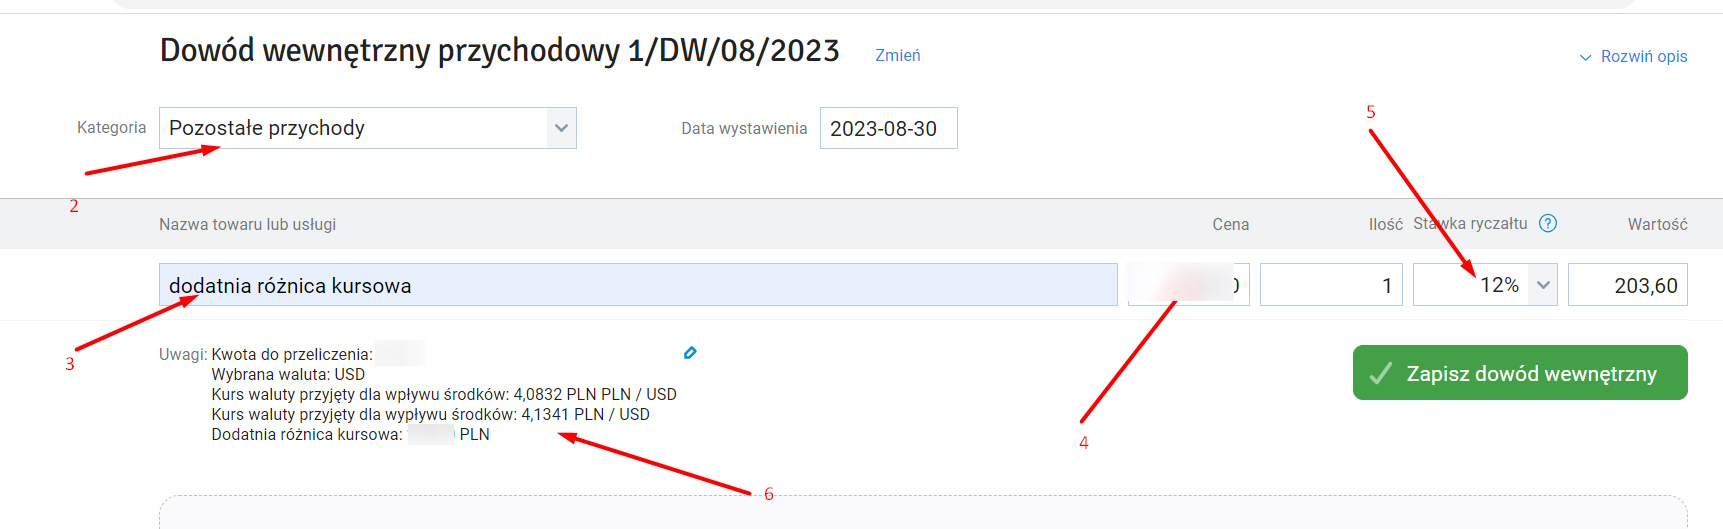 Dowód wewnętrzny przychodowy 1/DW/08/2023 Zmień
Rozwiń opis
Kategoria Pozostałe przychody Data wystawienia 2023-08-30
5
2
Nazwa towaru lub usługi Cena Ilość Stawka ryczałtu ? Wartość
dodatnia różnica kursowa 1 12% 203,60
3
Uwagi: Kwota do przeliczenia:
Wybrana waluta: USD
Kurs waluty przyjęty dla wpływu środków: 4,0832 PLN PLN / USD
Kurs waluty przyjęty dla wypływu środków: 4,1341 PLN / USD
Dodatnia różnica kursowa: PLN
Zapisz dowód wewnętrzny
4
6